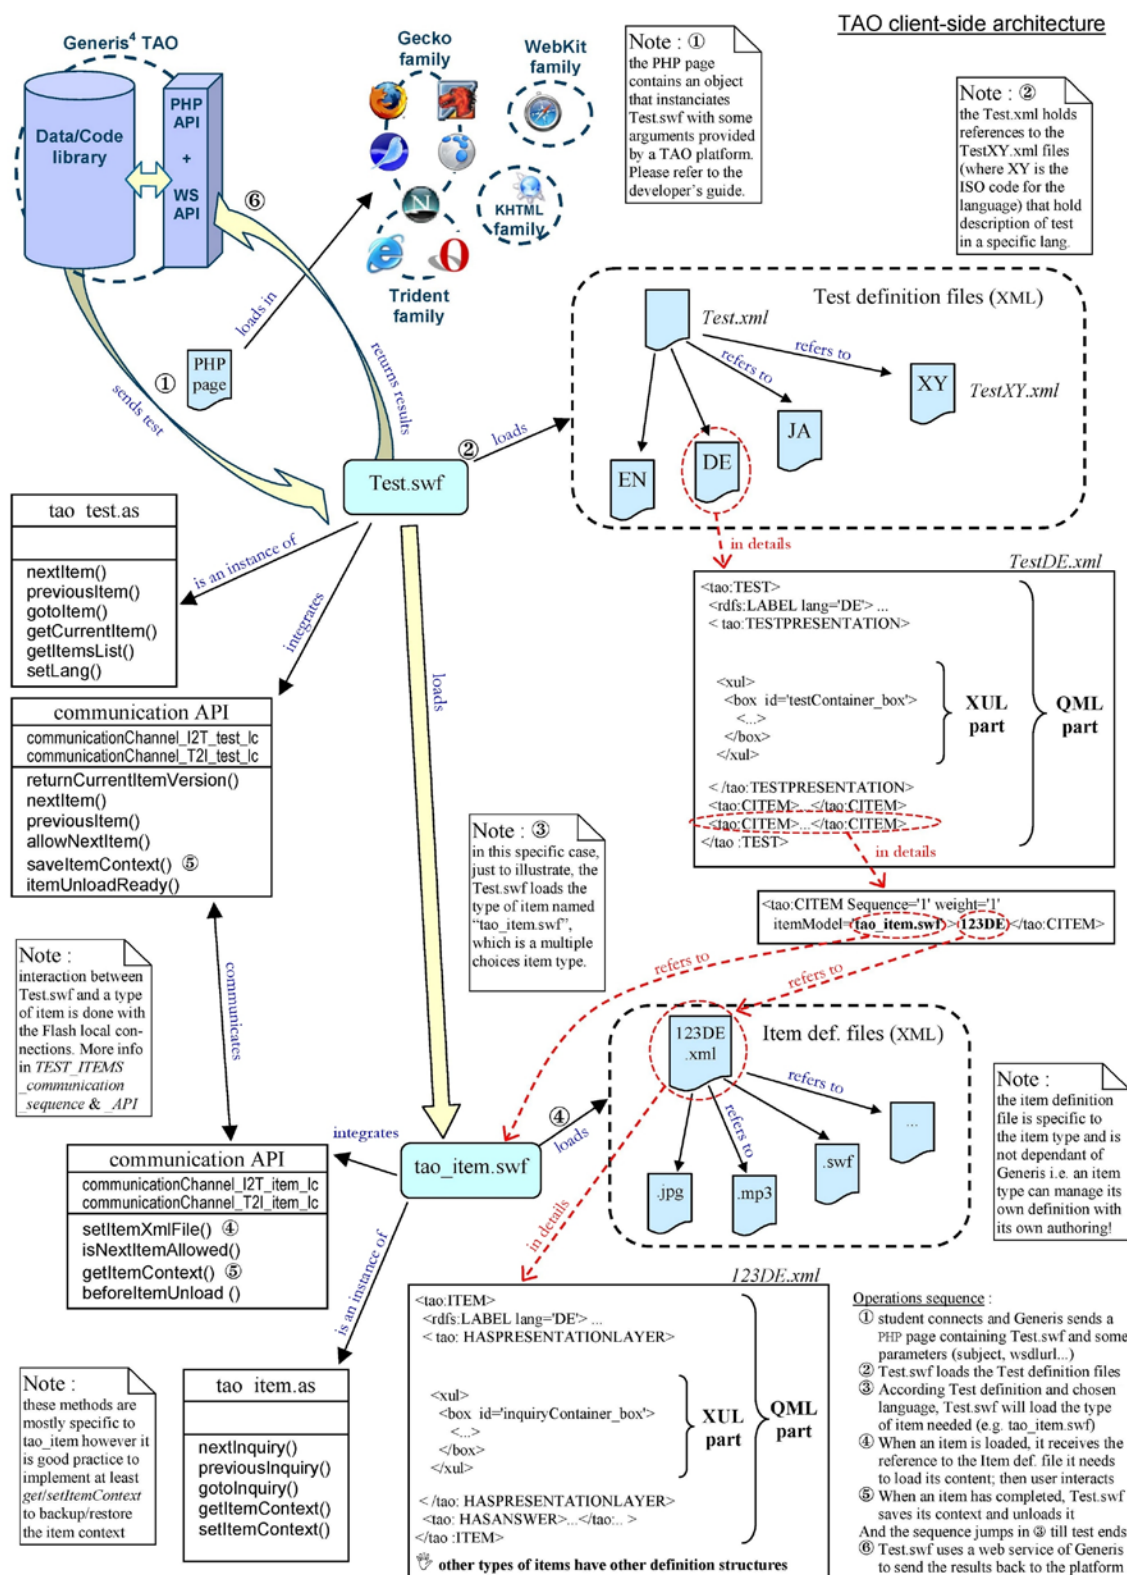 TAO client-side architecture
Generis⁴ TAO
Data/Code
library
PHP
API
+
WS
API
⑥
Gecko
family
WebKit
family
KHTML
family
Trident
family
Note : ①
the PHP page
contains an object
that instanciates
Test.swf with some
arguments provided
by a TAO platform.
Please refer to the
developer's guide.
Note : ②
the Test.xml holds
references to the
TestXY.xml files
(where XY is the
ISO code for the
language) that hold
description of test
in a specific lang.
loads in
①
PHP
page
sends test
returns results
②
loads
Test.swf
Test definition files (XML)
Test.xml
refers to
refers to
XY
TestXY.xml
JA
DE
EN
in details
tao test.as
nextItem()
previousItem()
gotoItem()
getCurrentItem()
getItemsList()
setLang()
is an instance of
integrates
loads
communication API
communicationChannel_I2T_test_lc
communicationChannel_T2I_test_lc
returnCurrentItemVersion()
nextItem()
previousItem()
allowNextItem()
saveItemContext() ⑤
itemUnloadReady()
TestDE.xml
<tao:TEST>
<rdfs:LABEL lang='DE'> ...
< tao:TESTPRESENTATION>
<xul>
<box id='testContainer_box'>
<...>
</box>
</xul>
XUL
part
QML
part
</tao:TESTPRESENTATION>
<tao:CITEM>...</tao:CITEM>
<tao:CITEM>...</tao:CITEM>
</tao :TEST>
in details
Note : ③
in this specific case,
just to illustrate, the
Test.swf loads the
type of item named
"tao_item.swf",
which is a multiple
choices item type.
<tao:CITEM Sequence='1' weight='1'
itemModel='tao_item.swf'> 123DE </tao:CITEM>
refers to
refers to
Note :
interaction between
Test.swf and a type
of item is done with
the Flash local con-
nections. More info
in TEST_ITEMS
_communication
_sequence & _API
communicates
Item def. files (XML)
123DE
.xml
refers to
refers to
...
.swf
.mp3
.jpg
in details
Note :
the item definition
file is specific to
the item type and is
not dependant of
Generis i.e. an item
type can manage its
own definition with
its own authoring!
④
loads
integrates
tao_item.swf
communication API
communicationChannel_I2T_item_lc
communicationChannel_T2I_item_lc
setItemXmlFile() ④
isNextItemAllowed()
getItemContext() ⑤
beforeItemUnload ()
is an instance of
tao item.as
nextInquiry()
previousInquiry()
gotoInquiry()
getItemContext()
setItemContext()
Note :
these methods are
mostly specific to
tao_item however it
is good practice to
implement at least
get/setItemContext
to backup/restore
the item context
123DE.xml
<tao:ITEM>
<rdfs:LABEL lang='DE'> ...
< tao: HASPRESENTATIONLAYER>
<xul>
<box id='inquiryContainer_box'>
<...>
</box>
</xul>
XUL
part
QML
part
</tao: HASPRESENTATIONLAYER>
<tao: HASANSWER>...</tao:.. >
</tao :ITEM>
other types of items have other definition structures
Operations sequence :
① student connects and Generis sends a
PHP page containing Test.swf and some
parameters (subject, wsdlurl...)
② Test.swf loads the Test definition files
③ According Test definition and chosen
language, Test.swf will load the type
of item needed (e.g. tao_item.swf)
④ When an item is loaded, it receives the
reference to the Item def. file it needs
to load its content; then user interacts
⑤ When an item has completed, Test.swf
saves its context and unloads it
And the sequence jumps in ③ till test ends
⑥ Test.swf uses a web service of Generis
to send the results back to the platform